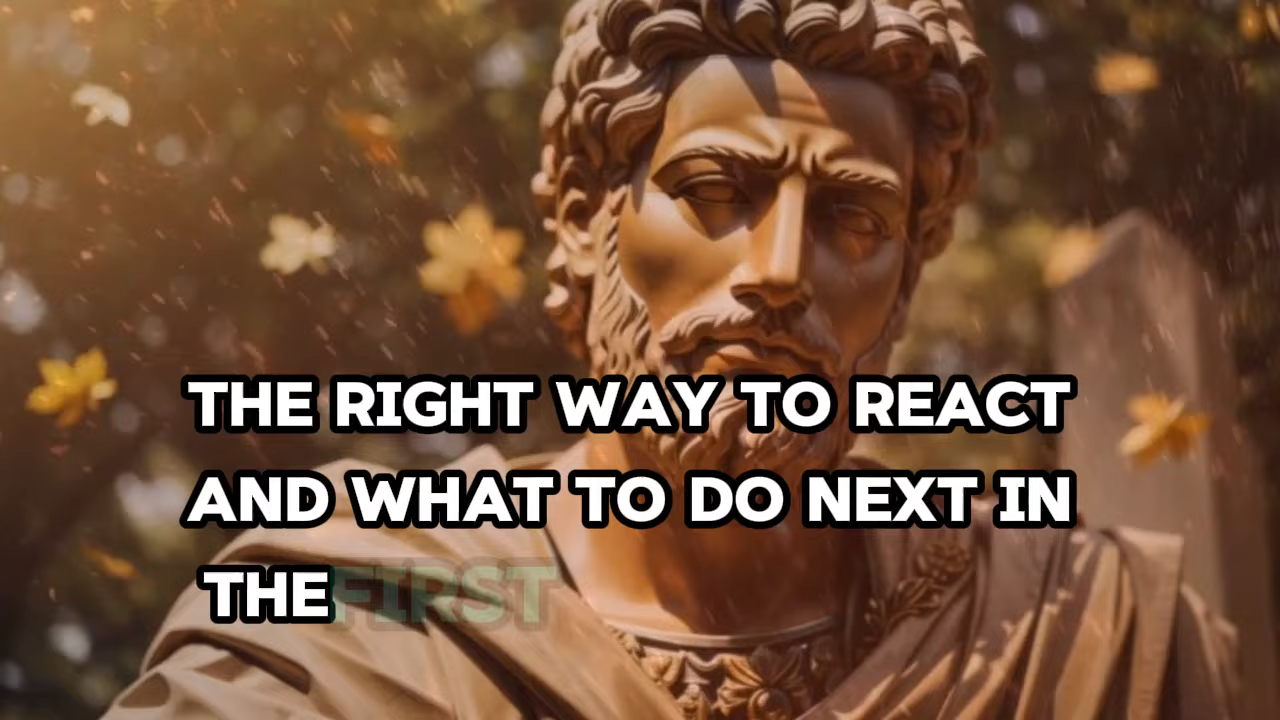 THE RIGHT WAY TO REACT
AND WHAT TO DO NEXT IN
THE FIRST